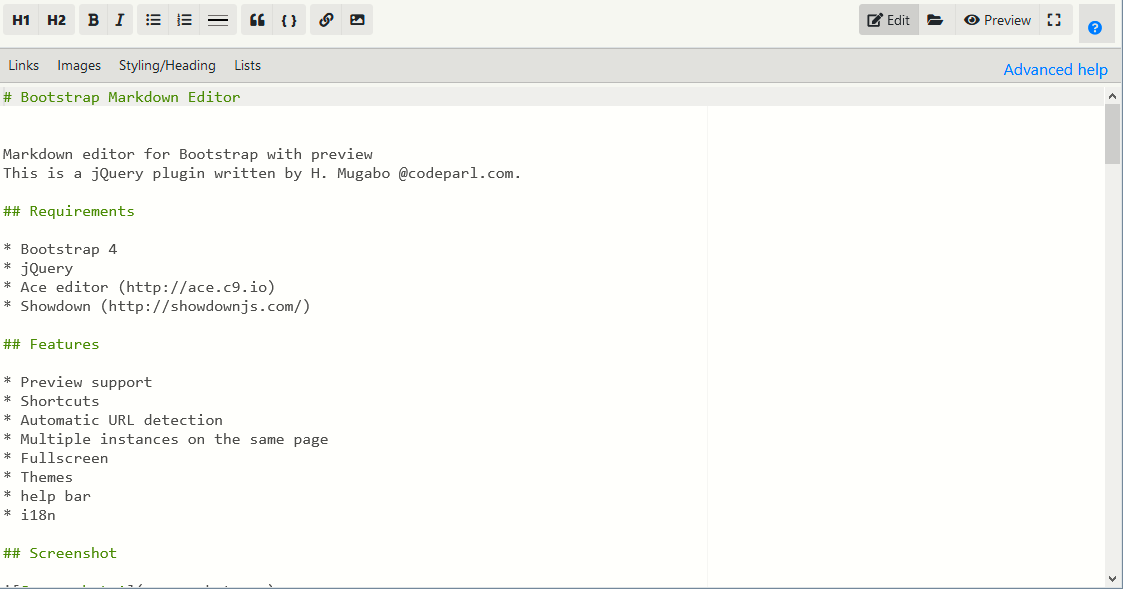 H1 H2 B I { } Edit Preview ?
Links Images Styling/Heading Lists Advanced help
# Bootstrap Markdown Editor
Markdown editor for Bootstrap with preview
This is a jQuery plugin written by H. Mugabo @codeparl.com.
## Requirements
* Bootstrap 4
* jQuery
* Ace editor (http://ace.c9.io)
* Showdown (http://showdownjs.com/)
## Features
* Preview support
* Shortcuts
* Automatic URL detection
* Multiple instances on the same page
* Fullscreen
* Themes
* help bar
* i18n
## Screenshot